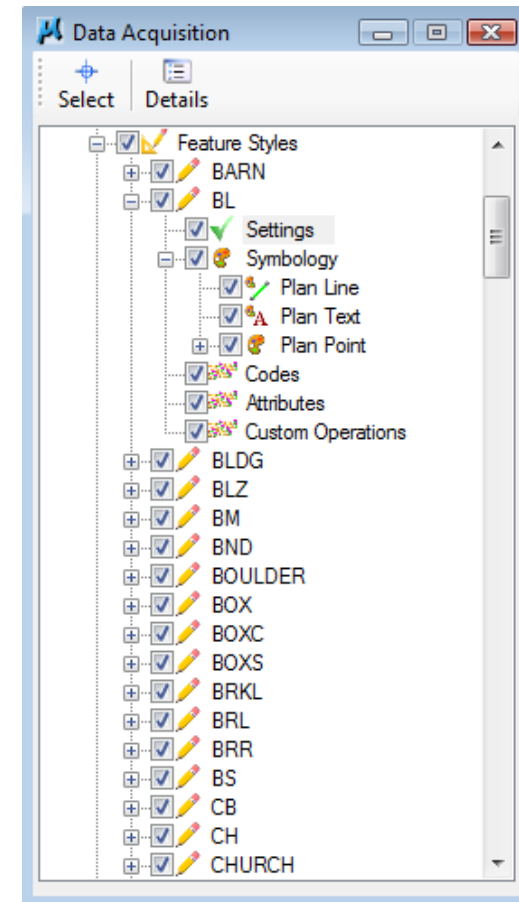 Data Acquisition
Select Details
Feature Styles
BARN
BL
Settings
Symbology
Plan Line
Plan Text
Plan Point
Codes
Attributes
Custom Operations
BLDG
BLZ
BM
BND
BOULDER
BOX
BOXC
BOXS
BRKL
BRL
BRR
BS
CB
CH
CHURCH